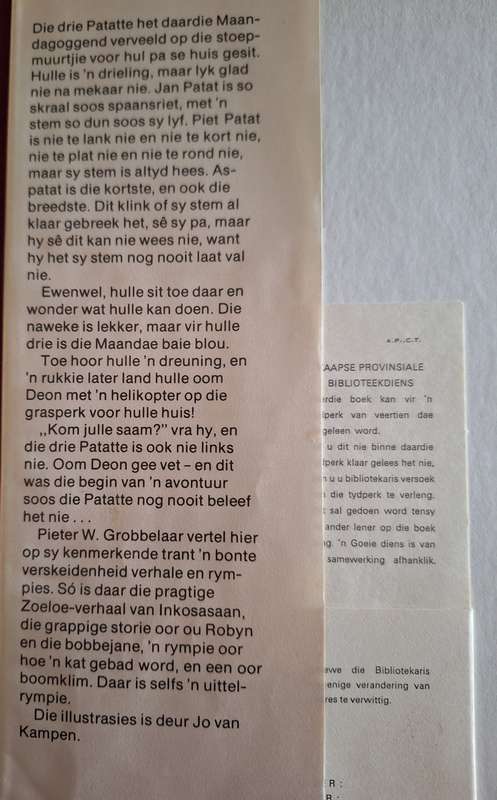 Die drie Patatte het daardie Maan-
dagoggend verveeld op die stoep-
muurtjie voor hul pa se huis gesit.
Hulle is 'n drieling, maar lyk glad
nie na mekaar nie. Jan Patat is so
skraal soos spaansriet, met 'n
stem so dun soos sy lyf. Piet Patat
is nie te lank nie en nie te kort nie,
nie te plat nie en nie te rond nie,
maar sy stem is altyd hees. As-
patat is die kortste, en ook die
breedste. Dit klink of sy stem al
klaar gebreek het, sê sy pa, maar
hy sê dit kan nie wees nie, want
hy het sy stem nog nooit laat val
nie.
Ewenwel, hulle sit toe daar en
wonder wat hulle kan doen. Die
naweke is lekker, maar vir hulle
drie is die Maandae baie blou.
Toe hoor hulle 'n dreuning, en
'n rukkie later land hulle oom
Deon met 'n helikopter op die
grasperk voor hulle huis!
„Kom julle saam?” vra hy, en
die drie Patatte is ook nie links
nie. Oom Deon gee vet – en dit
was die begin van 'n avontuur
soos die Patatte nog nooit beleef
het nie . . .
Pieter W. Grobbelaar vertel hier
op sy kenmerkende trant 'n bonte
verskeidenheid verhale en rym-
pies. Só is daar die pragtige
Zoeloe-verhaal van Inkosasaan,
die grappige storie oor ou Robyn
en die bobbejane, 'n rympie oor
hoe 'n kat gebad word, en een oor
boomklim. Daar is selfs 'n uittel-
rympie.
Die illustrasies is deur Jo van
Kampen.
K.P.-C.T.
AAPSE PROVINSIALE
BIBLIOTEEKDIENS
erdie boek kan vir 'n
dperk van veertien dae
geleen word.
u dit nie binne daardie
dperk klaar gelees het nie,
n u u bibliotekaris versoek
die tydperk te verleng.
sal gedoen word tensy
ander lener op die boek
ng. 'n Goeie diens is van
samewerking afhanklik.
ewe die Bibliotekaris
enige verandering van
res te verwittig.
R :
R :